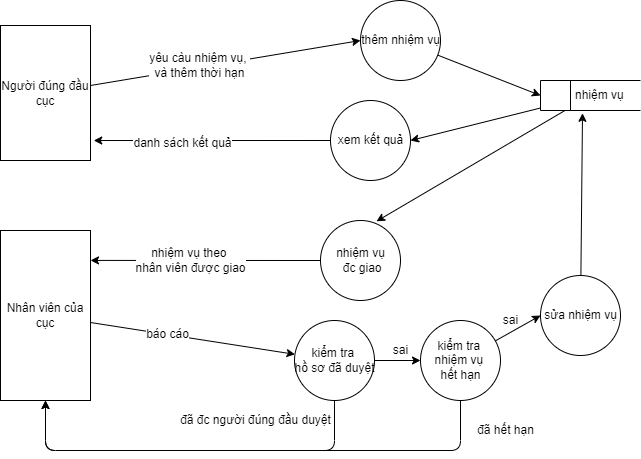 thêm nhiệm vụ
yêu cầu nhiệm vụ,
và thêm thời hạn
Người đúng đầu
cục
nhiệm vụ
xem kết quả
danh sách kết quả
nhiệm vụ theo
nhân viên được giao
nhiệm vụ
đc giao
Nhân viên của
cục
báo cáo
kiểm tra
hồ sơ đã duyệt
sai
kiểm tra
nhiệm vụ
hết hạn
sai
sửa nhiệm vụ
đã đc người đúng đầu duyệt
đã hết hạn